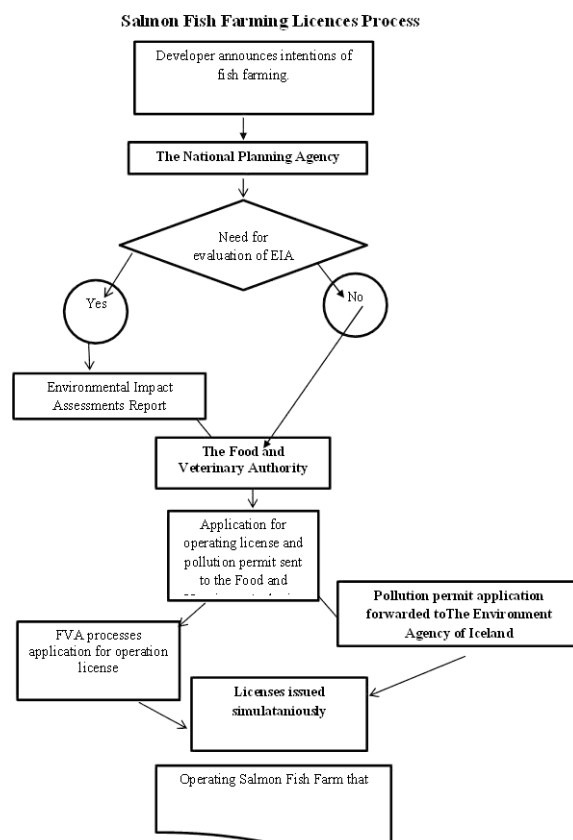 Salmon Fish Farming Licences Process
Developer announces intentions of
fish farming.
The National Planning Agency
Need for
evaluation of EIA
Yes
No
Environmental Impact
Assessments Report
The Food and
Veterinary Authority
Application for
operating license and
pollution permit sent
to the Food and
Pollution permit application
forwarded toThe Environment
Agency of Iceland
FVA processes
application for operation
license
Licenses issued
simulataniously
Operating Salmon Fish Farm that